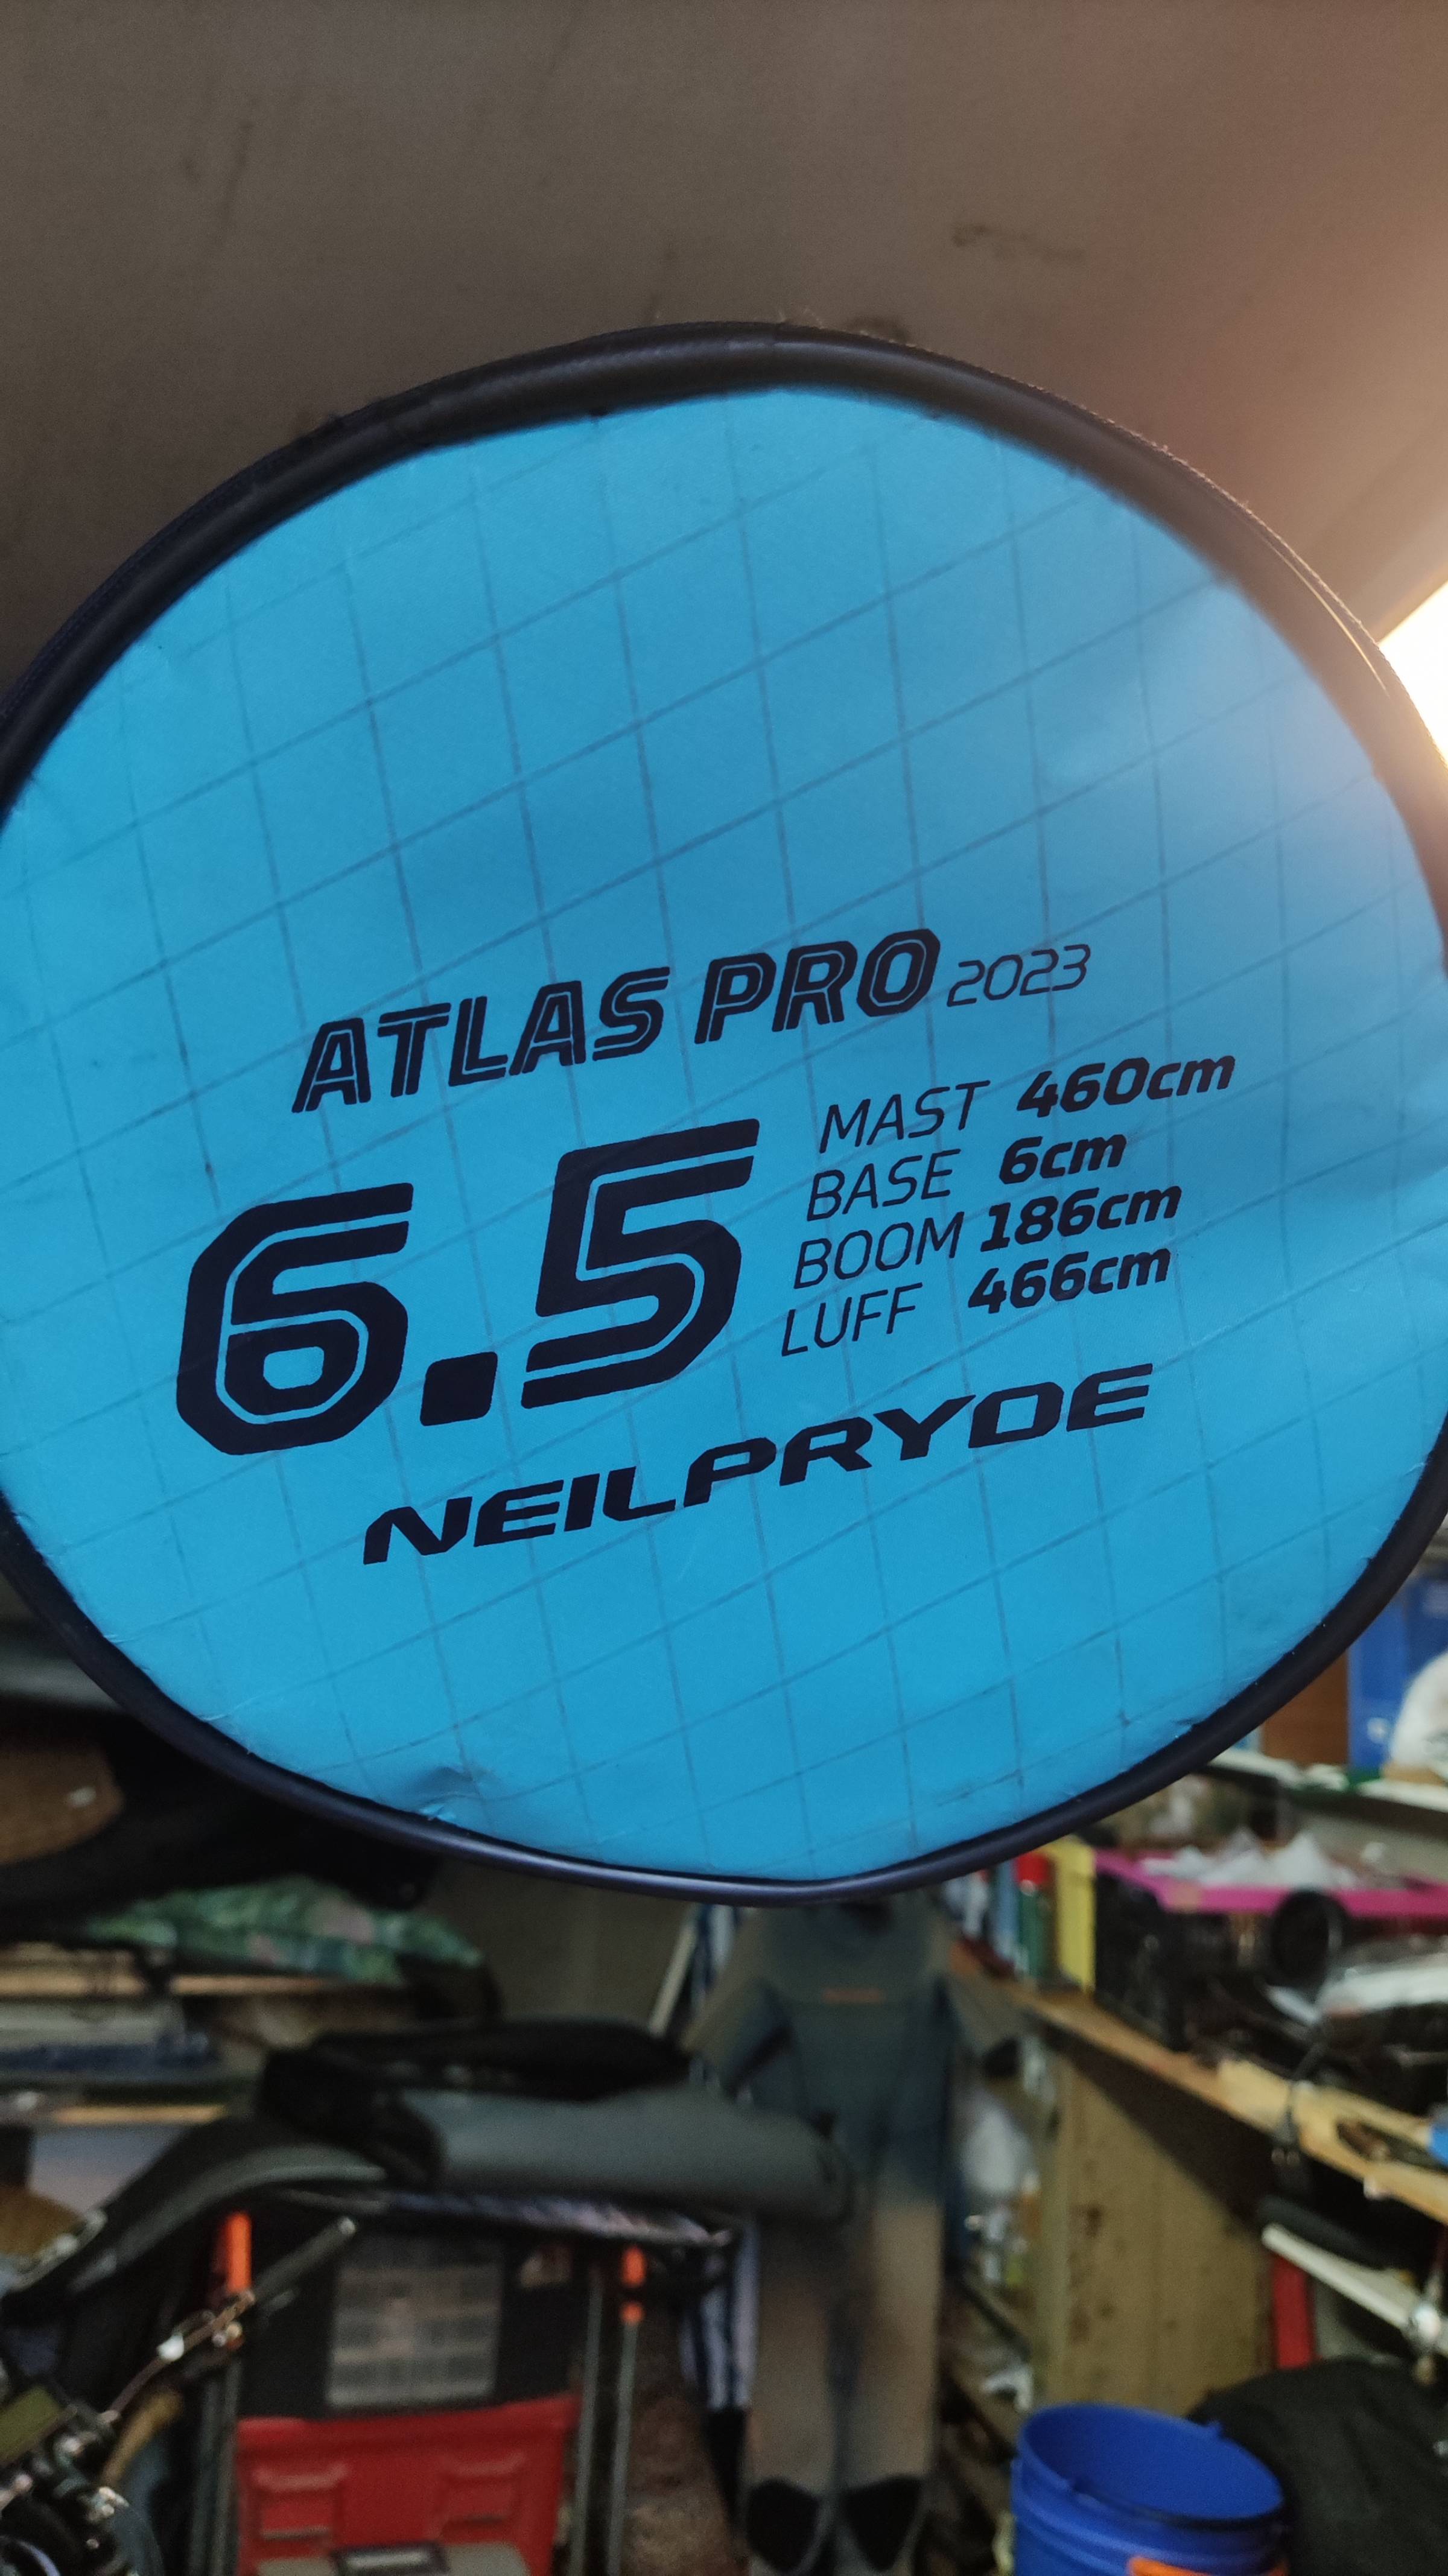 ATLAS PRO 2023
6.5
MAST 460cm
BASE 6cm
BOOM 186cm
LUFF 466cm
NEILPRYDE